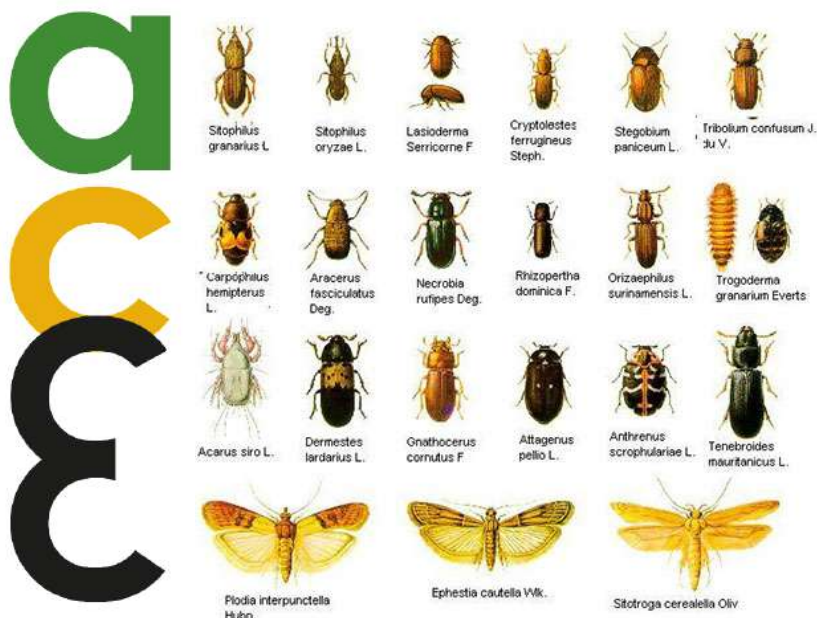 a
c
ε
Sitophilus
granarius L
Sitophilus
oryzae L.
Lasioderma
Serricorne F
Cryptolestes
ferrugineus
Steph.
Stegobium
paniceum L.
Tribolium confusum J.
du V.
Carpophilus
hemipterus
L.
Aracerus
fasciculatus
Deg.
Necrobia
rufipes Deg.
Rhizopertha
dominica F.
Orizaephilus
surinamensis L.
Trogoderma
granarium Everts
Acarus siro L.
Dermestes
lardarius L.
Gnathocerus
cornutus F
Attagenus
pellio L.
Anthrenus
scrophulariae L.
Tenebroides
mauritanicus L.
Plodia interpunctella
Hubn
Ephestia cautella Wlk.
Sitotroga cerealella Oliv